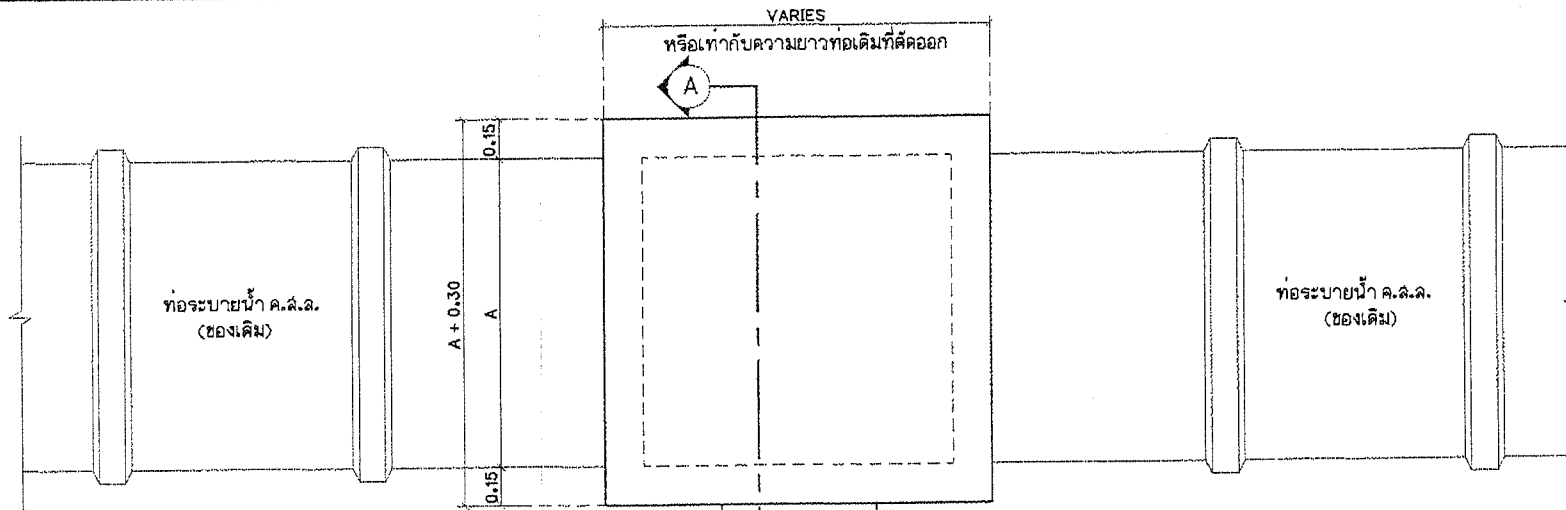 VARIES
หรือเท่ากับความยาวท่อเดิมที่ตัดออก
A
0.15
A + 0.30
A
0.15
ท่อระบายน้ำ ค.ส.ล.
(ของเดิม)
ท่อระบายน้ำ ค.ส.ล.
(ของเดิม)